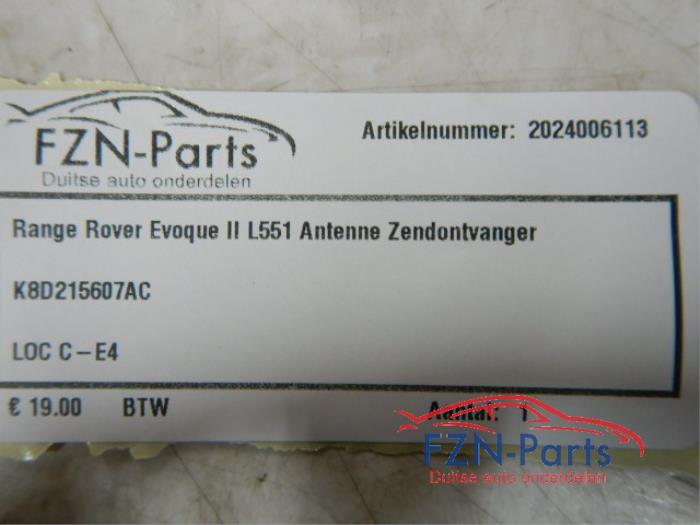 FZN-Parts
Duitse auto onderdelen
Artikelnummer: 2024006113
Range Rover Evoque II L551 Antenne Zendontvanger
K8D215607AC
LOC C-E4
€ 19.00 BTW Aantal: 1
FZN-Parts
Duitse auto onderdelen